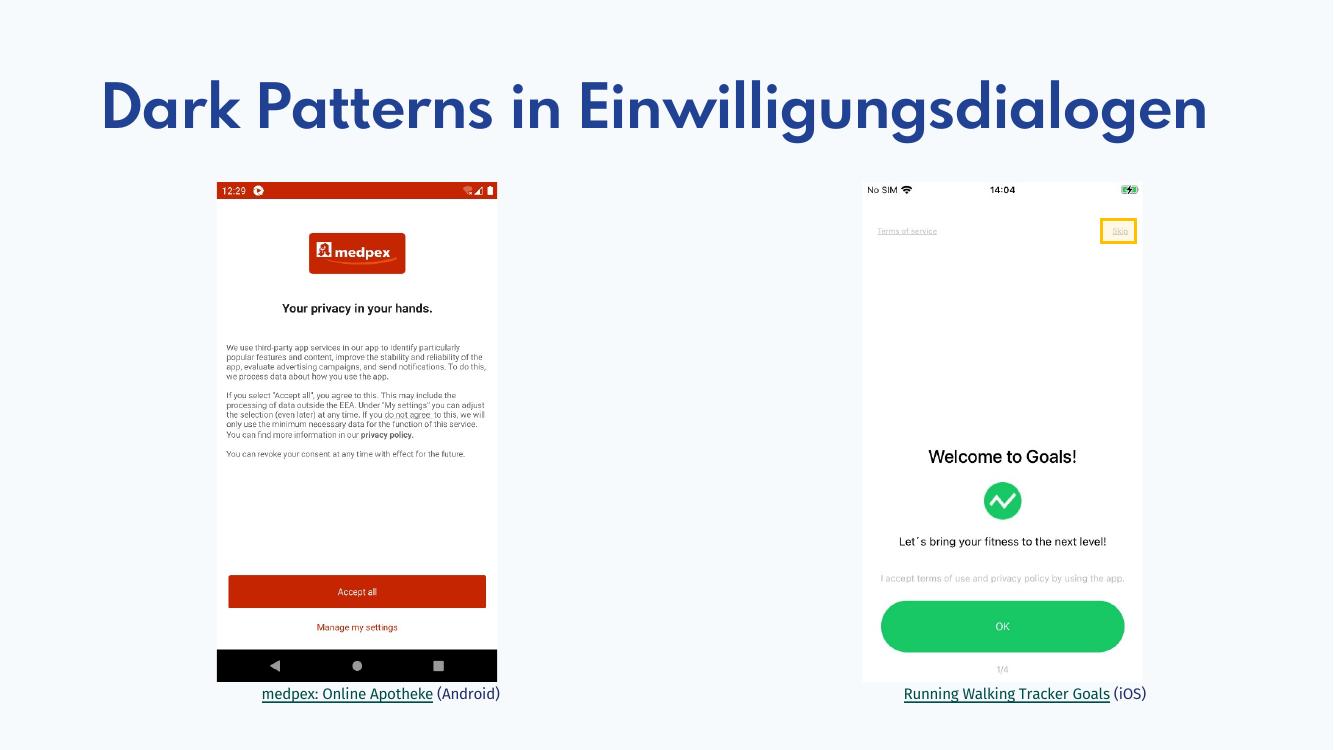 Dark Patterns in Einwilligungsdialogen
12:29
medpex
Your privacy in your hands.
We use third-party app services in our app to identify particularly
popular features and content, improve the stability and reliability of the
app, evaluate advertising campaigns, and send notifications. To do this,
we process data about how you use the app.
If you select "Accept all", you agree to this. This may include the
processing of data outside the EEA. Under "My settings" you can adjust
the selection (even later) at any time. If you do not agree to this, we will
only use the minimum necessary data for the function of this service.
You can find more information in our privacy policy.
You can revoke your consent at any time with effect for the future.
Accept all
Manage my settings
medpex: Online Apotheke (Android)
No SIM 14:04
Terms of service Skip
Welcome to Goals!
Let´s bring your fitness to the next level!
I accept terms of use and privacy policy by using the app.
OK
1/4
Running Walking Tracker Goals (iOS)